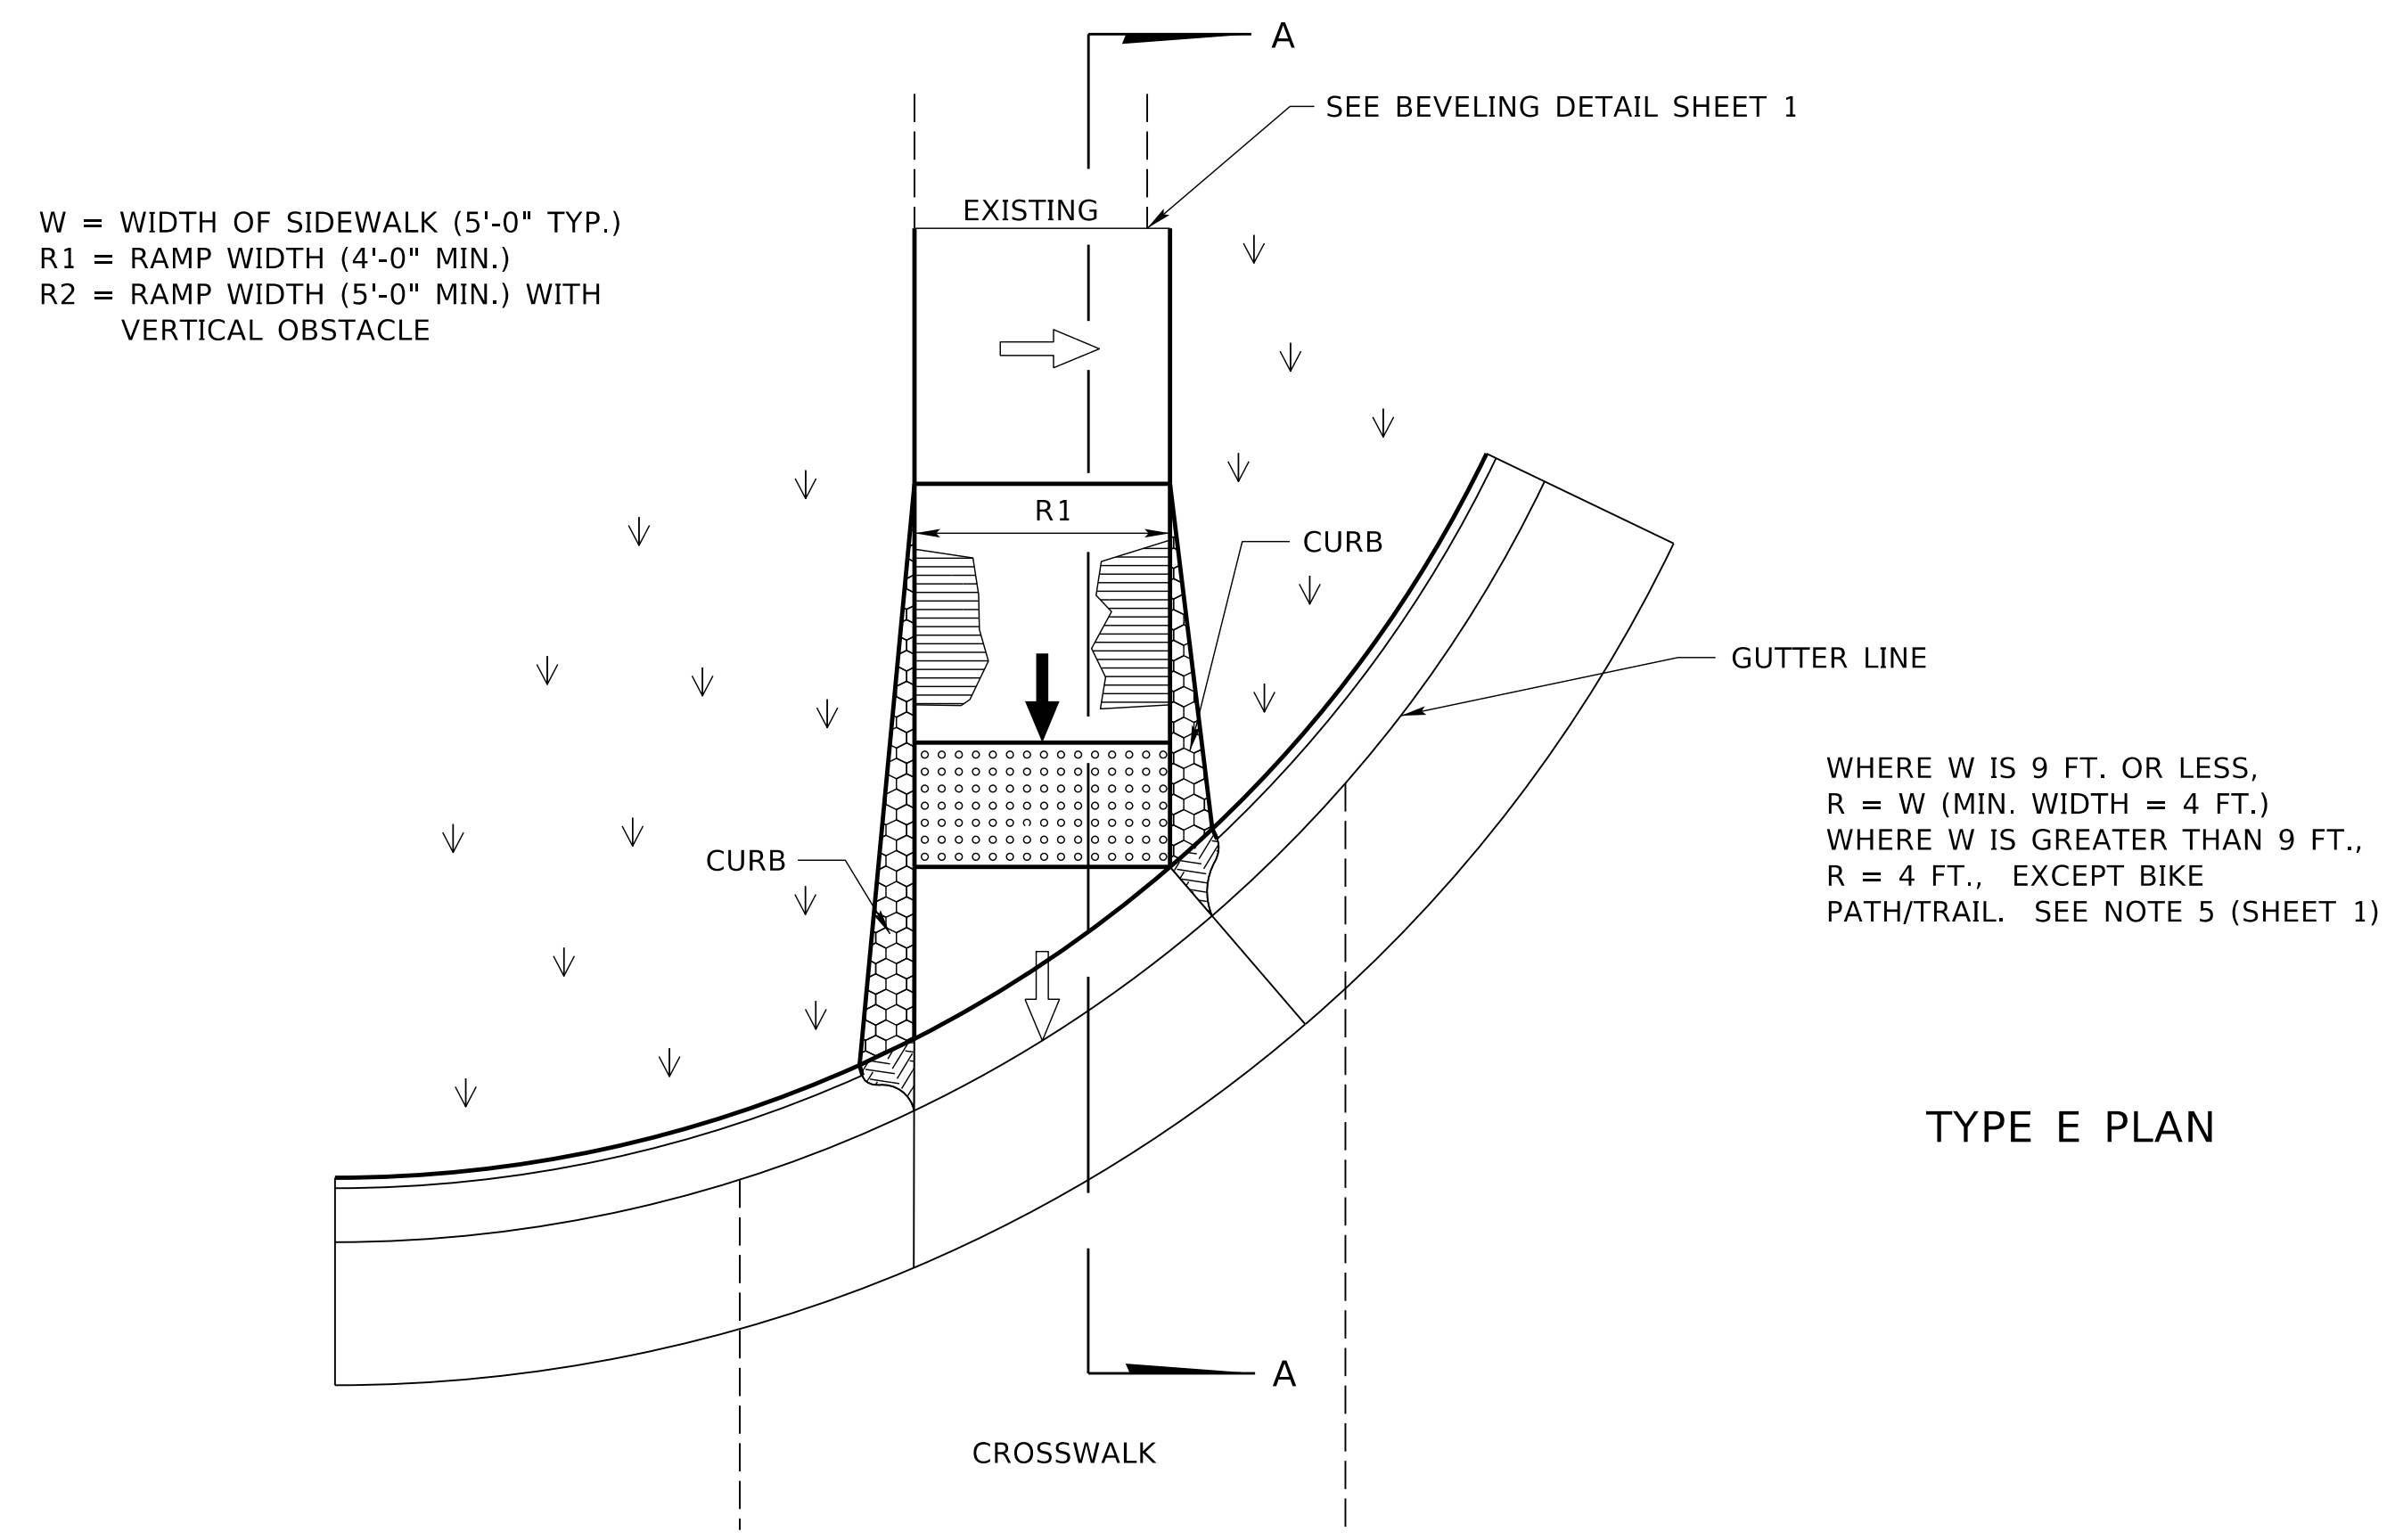 A
SEE BEVELING DETAIL SHEET 1
EXISTING
W = WIDTH OF SIDEWALK (5'-0" TYP.)
R1 = RAMP WIDTH (4'-0" MIN.)
R2 = RAMP WIDTH (5'-0" MIN.) WITH
VERTICAL OBSTACLE
R1
CURB
GUTTER LINE
WHERE W IS 9 FT. OR LESS,
R = W (MIN. WIDTH = 4 FT.)
WHERE W IS GREATER THAN 9 FT.,
R = 4 FT., EXCEPT BIKE
PATH/TRAIL. SEE NOTE 5 (SHEET 1)
CURB
TYPE E PLAN
A
CROSSWALK